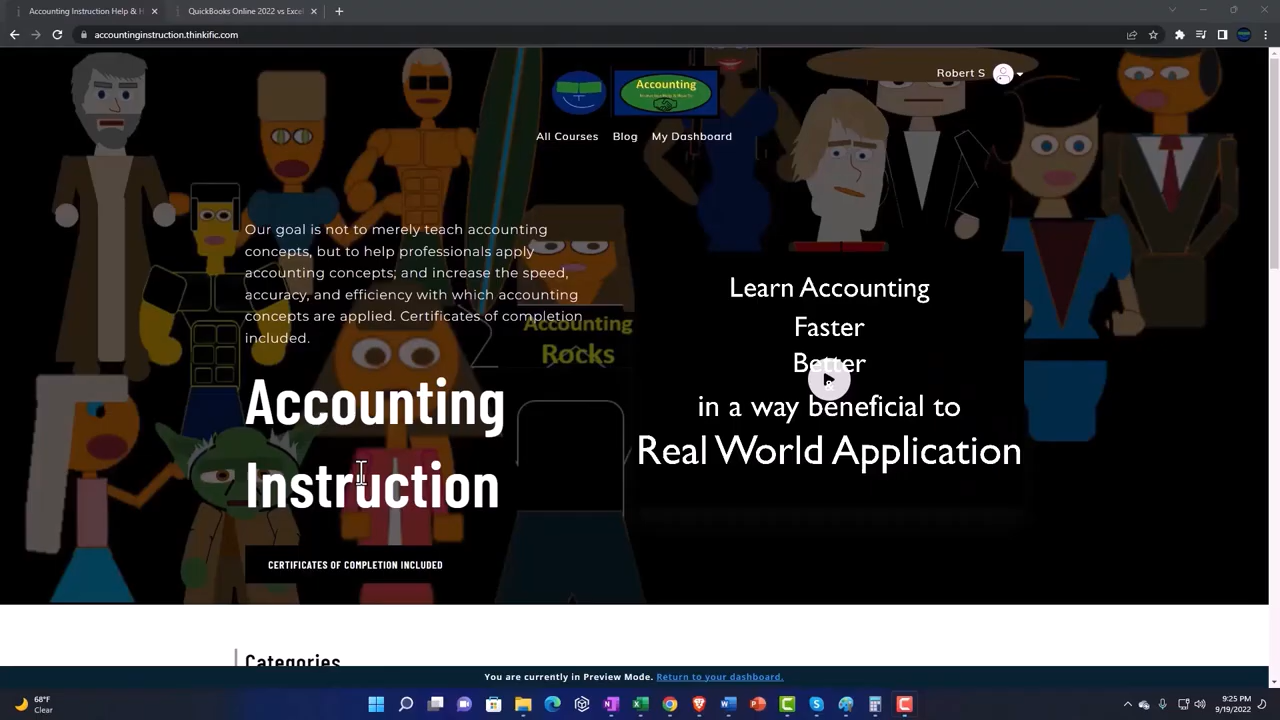 Accounting Instruction Help & H
QuickBooks Online 2022 vs Excel
accountinginstruction.thinkific.com
Robert S
Accounting
All Courses
Blog
My Dashboard
Our goal is not to merely teach accounting
concepts, but to help professionals apply
accounting concepts; and increase the speed,
accuracy, and efficiency with which accounting
concepts are applied. Certificates of completion
included.
Accounting
Rocks
Learn Accounting
Faster
Better
&
in a way beneficial to
Real World Application
Accounting
Instruction
CERTIFICATES OF COMPLETION INCLUDED
Categories
You are currently in Preview Mode. Return to your dashboard.
68°F
Clear
9:25 PM
9/19/2022